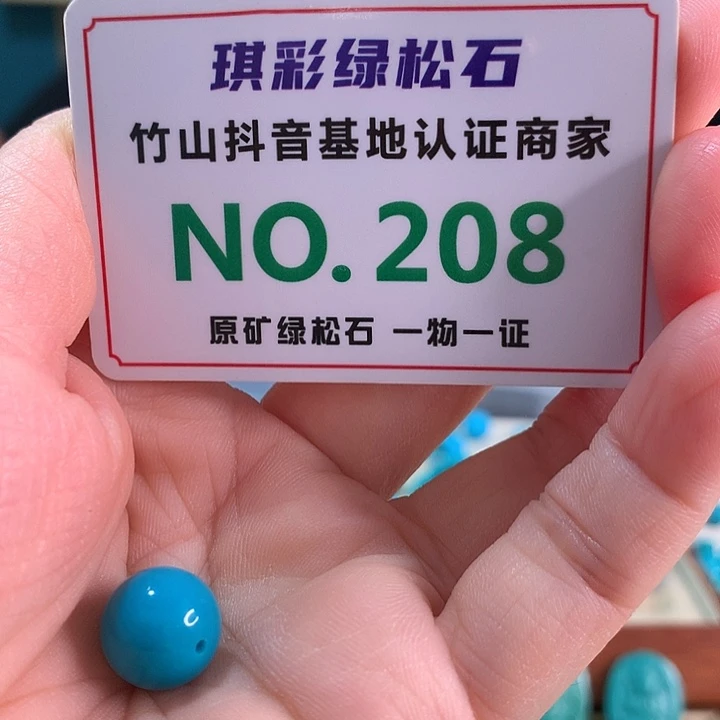 琪彩绿松石
竹山抖音基地认证商家
NO.208
原矿绿松石 一物一证